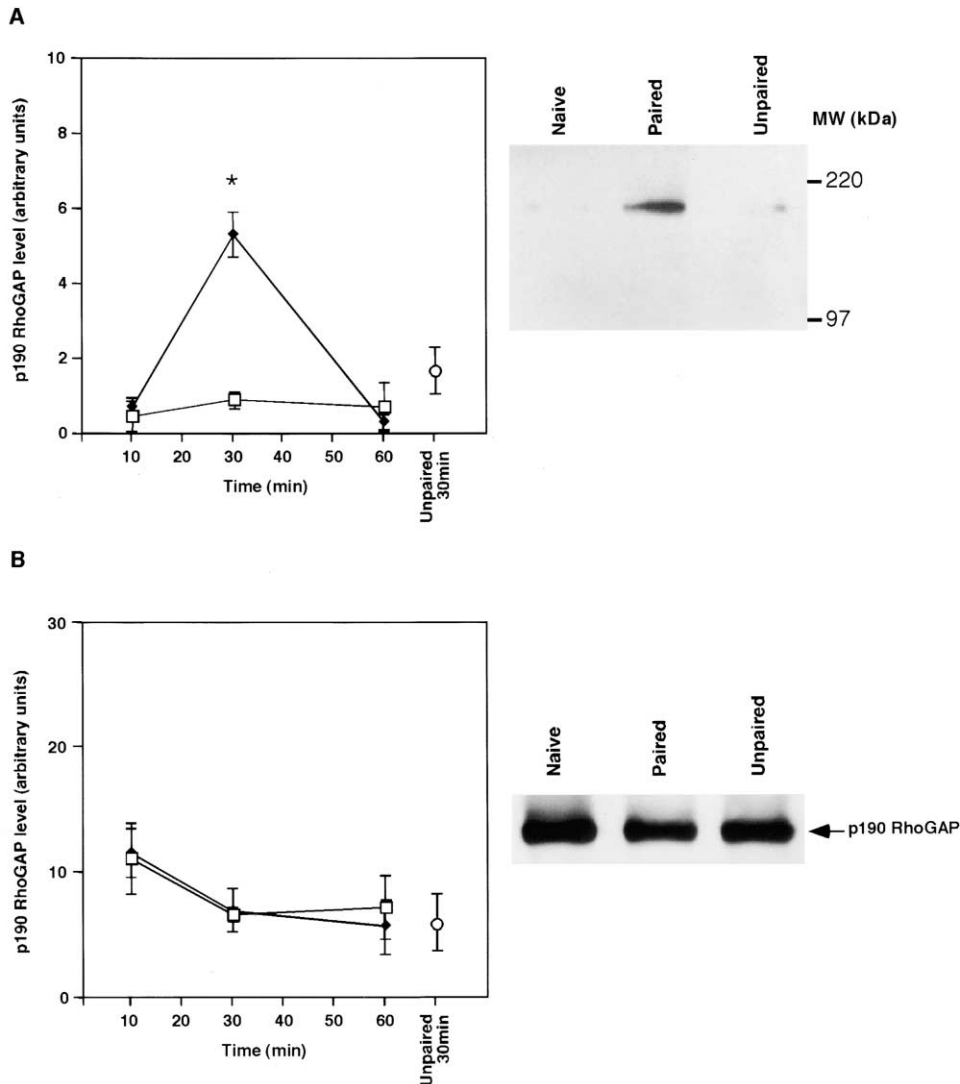 A
p190 RhoGAP level (arbitrary units)
10
8
6
4
2
0
*
10 20 30 40 50 60
Unpaired
30min
Time (min)
Naive
Paired
Unpaired
MW (kDa)
220
97
B
p190 RhoGAP level (arbitrary units)
30
20
10
0
10 20 30 40 50 60
Unpaired
30min
Time (min)
Naive
Paired
Unpaired
p190 RhoGAP